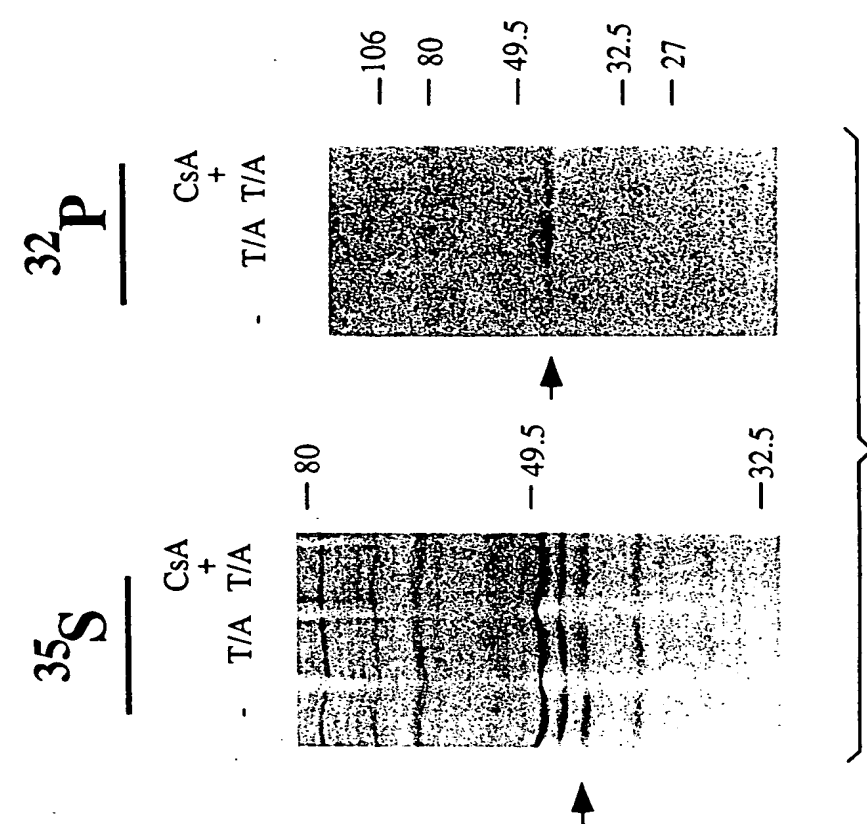 35S
CsA
+
- T/A T/A
—80
—49.5
—32.5
32P
CsA
+
- T/A T/A
—106
—80
—49.5
—32.5
—27